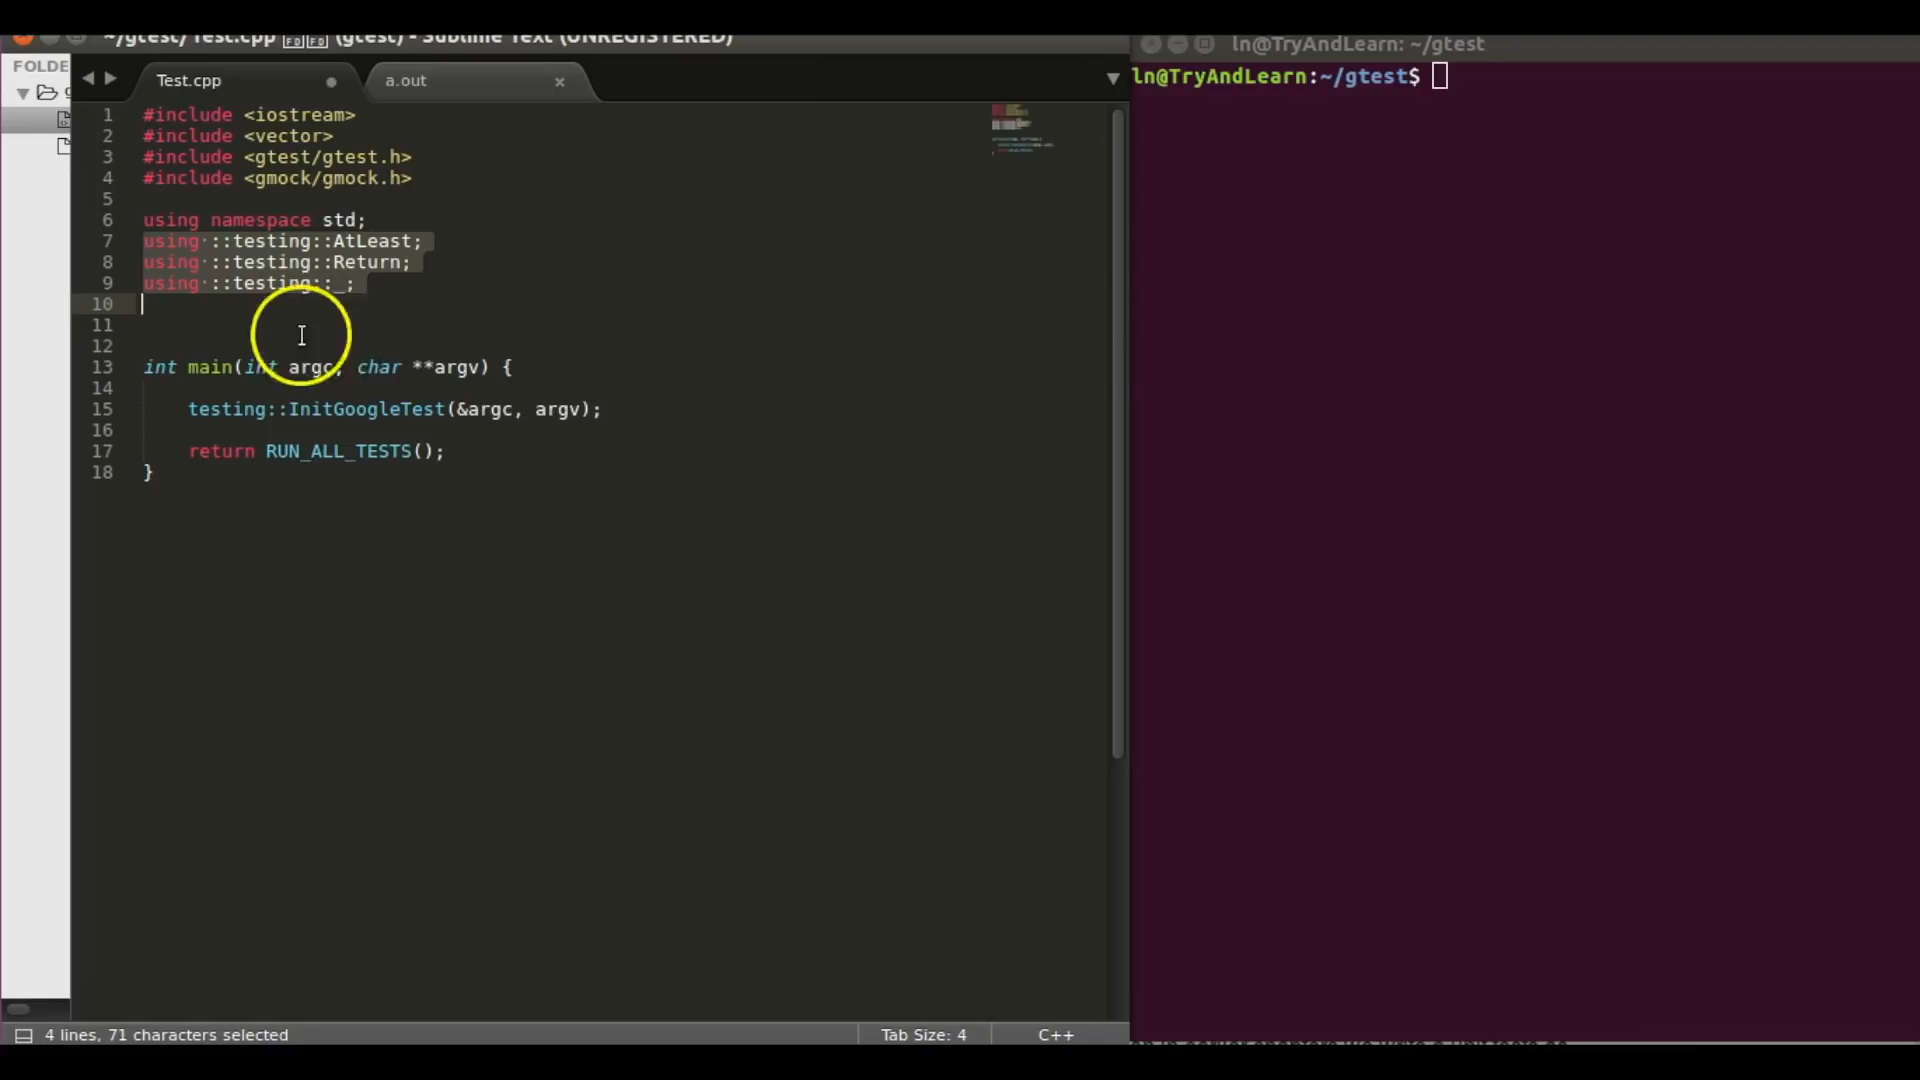 ~/gtest/Test.cpp (gtest) - Sublime Text (UNREGISTERED)
ln@TryAndLearn: ~/gtest
FOLDE
Test.cpp
a.out
ln@TryAndLearn:~/gtest$
1 #include <iostream>
2 #include <vector>
3 #include <gtest/gtest.h>
4 #include <gmock/gmock.h>
5
6 using namespace std;
7 using ::testing::AtLeast;
8 using ::testing::Return;
9 using ::testing::_;
10
11
12
13 int main(int argc, char **argv) {
14
15 testing::InitGoogleTest(&argc, argv);
16
17 return RUN_ALL_TESTS();
18 }
4 lines, 71 characters selected
Tab Size: 4
C++